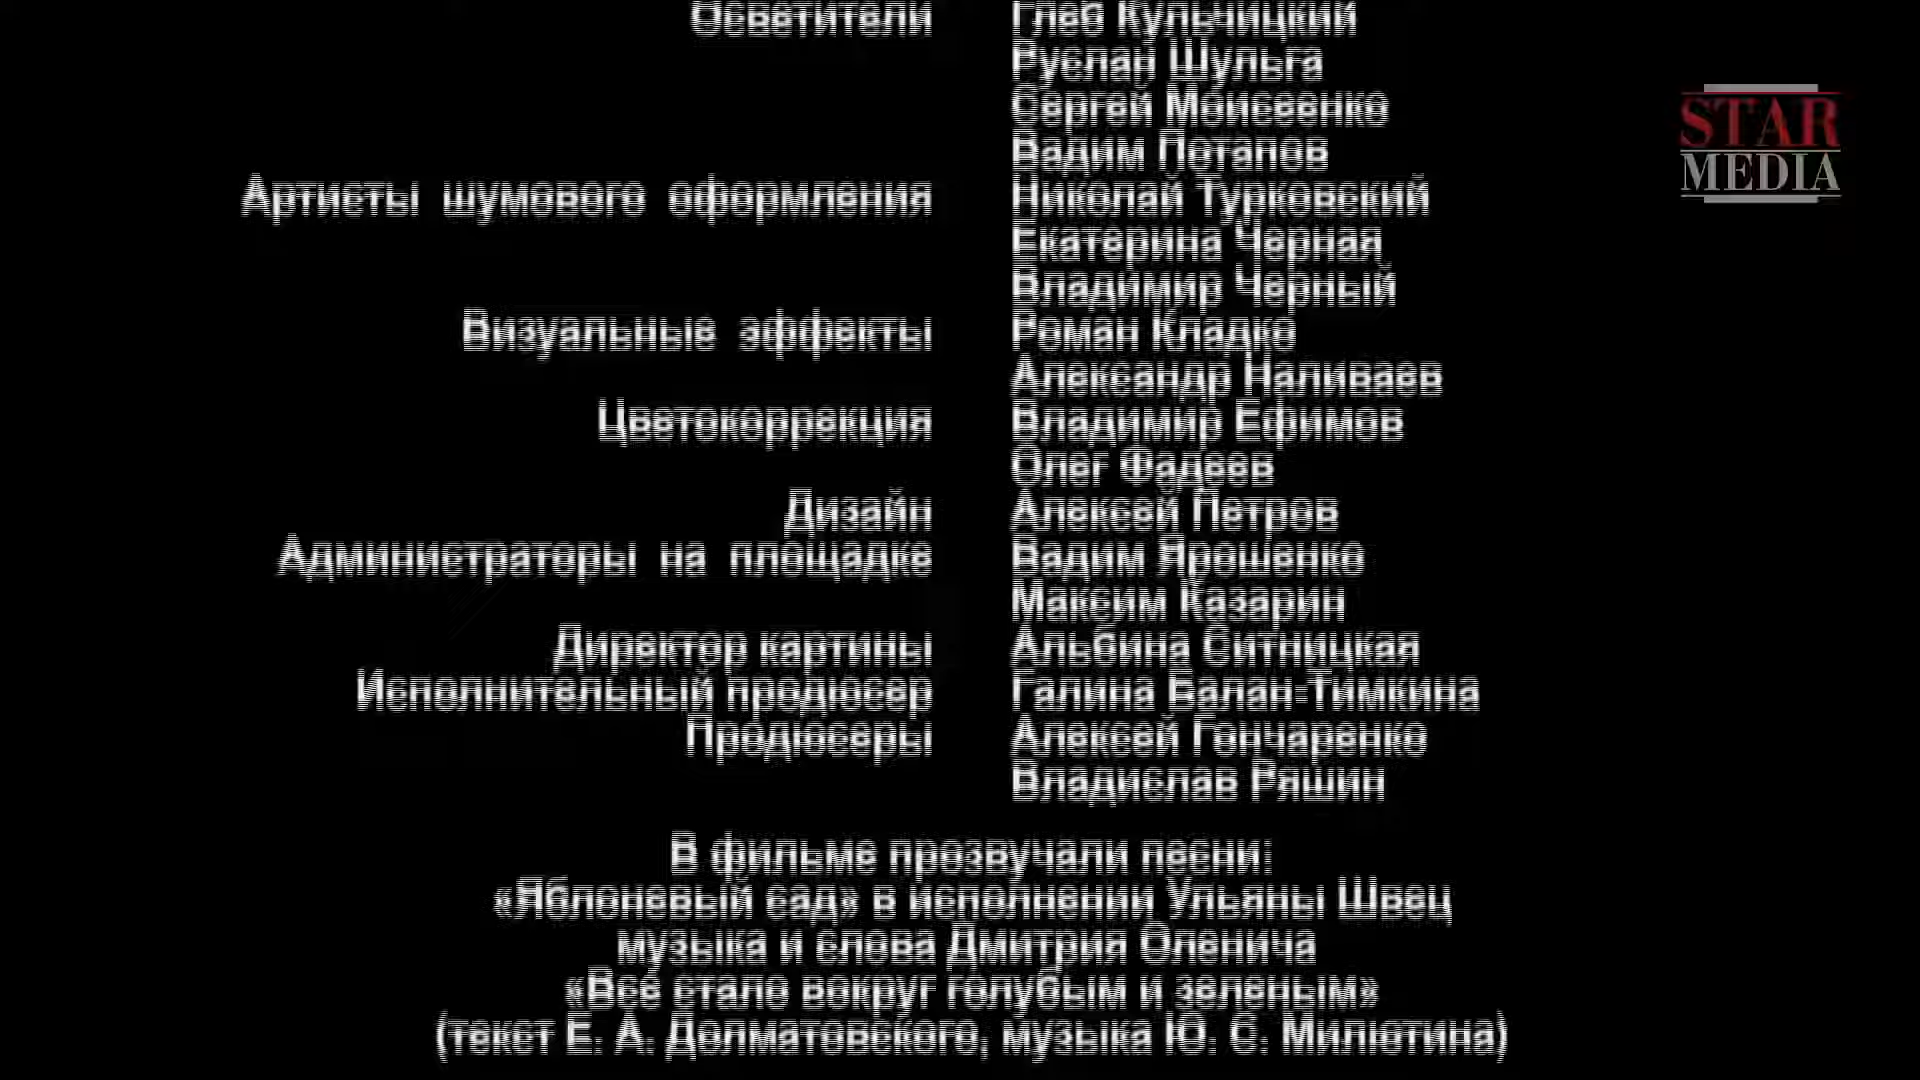 Осветители Глеб Кульчицкий
Руслан Шульга
Сергей Моисеенко
Вадим Потапов
Артисты шумового оформления Николай Турковский
Екатерина Черная
Владимир Черный
Визуальные эффекты Роман Кладко
Александр Наливаев
Цветокоррекция Владимир Ефимов
Олег Фадеев
Дизайн Алексей Петров
Администраторы на площадке Вадим Ярошенко
Максим Казарин
Директор картины Альбина Ситницкая
Исполнительный продюсер Галина Балан-Тимкина
Продюсеры Алексей Гончаренко
Владислав Ряшин
В фильме прозвучали песни:
«Яблоневый сад» в исполнении Ульяны Швец
музыка и слова Дмитрия Оленича
«Все стало вокруг голубым и зеленым»
(текст Е. А. Долматовского, музыка Ю. С. Милютина)
STAR
MEDIA